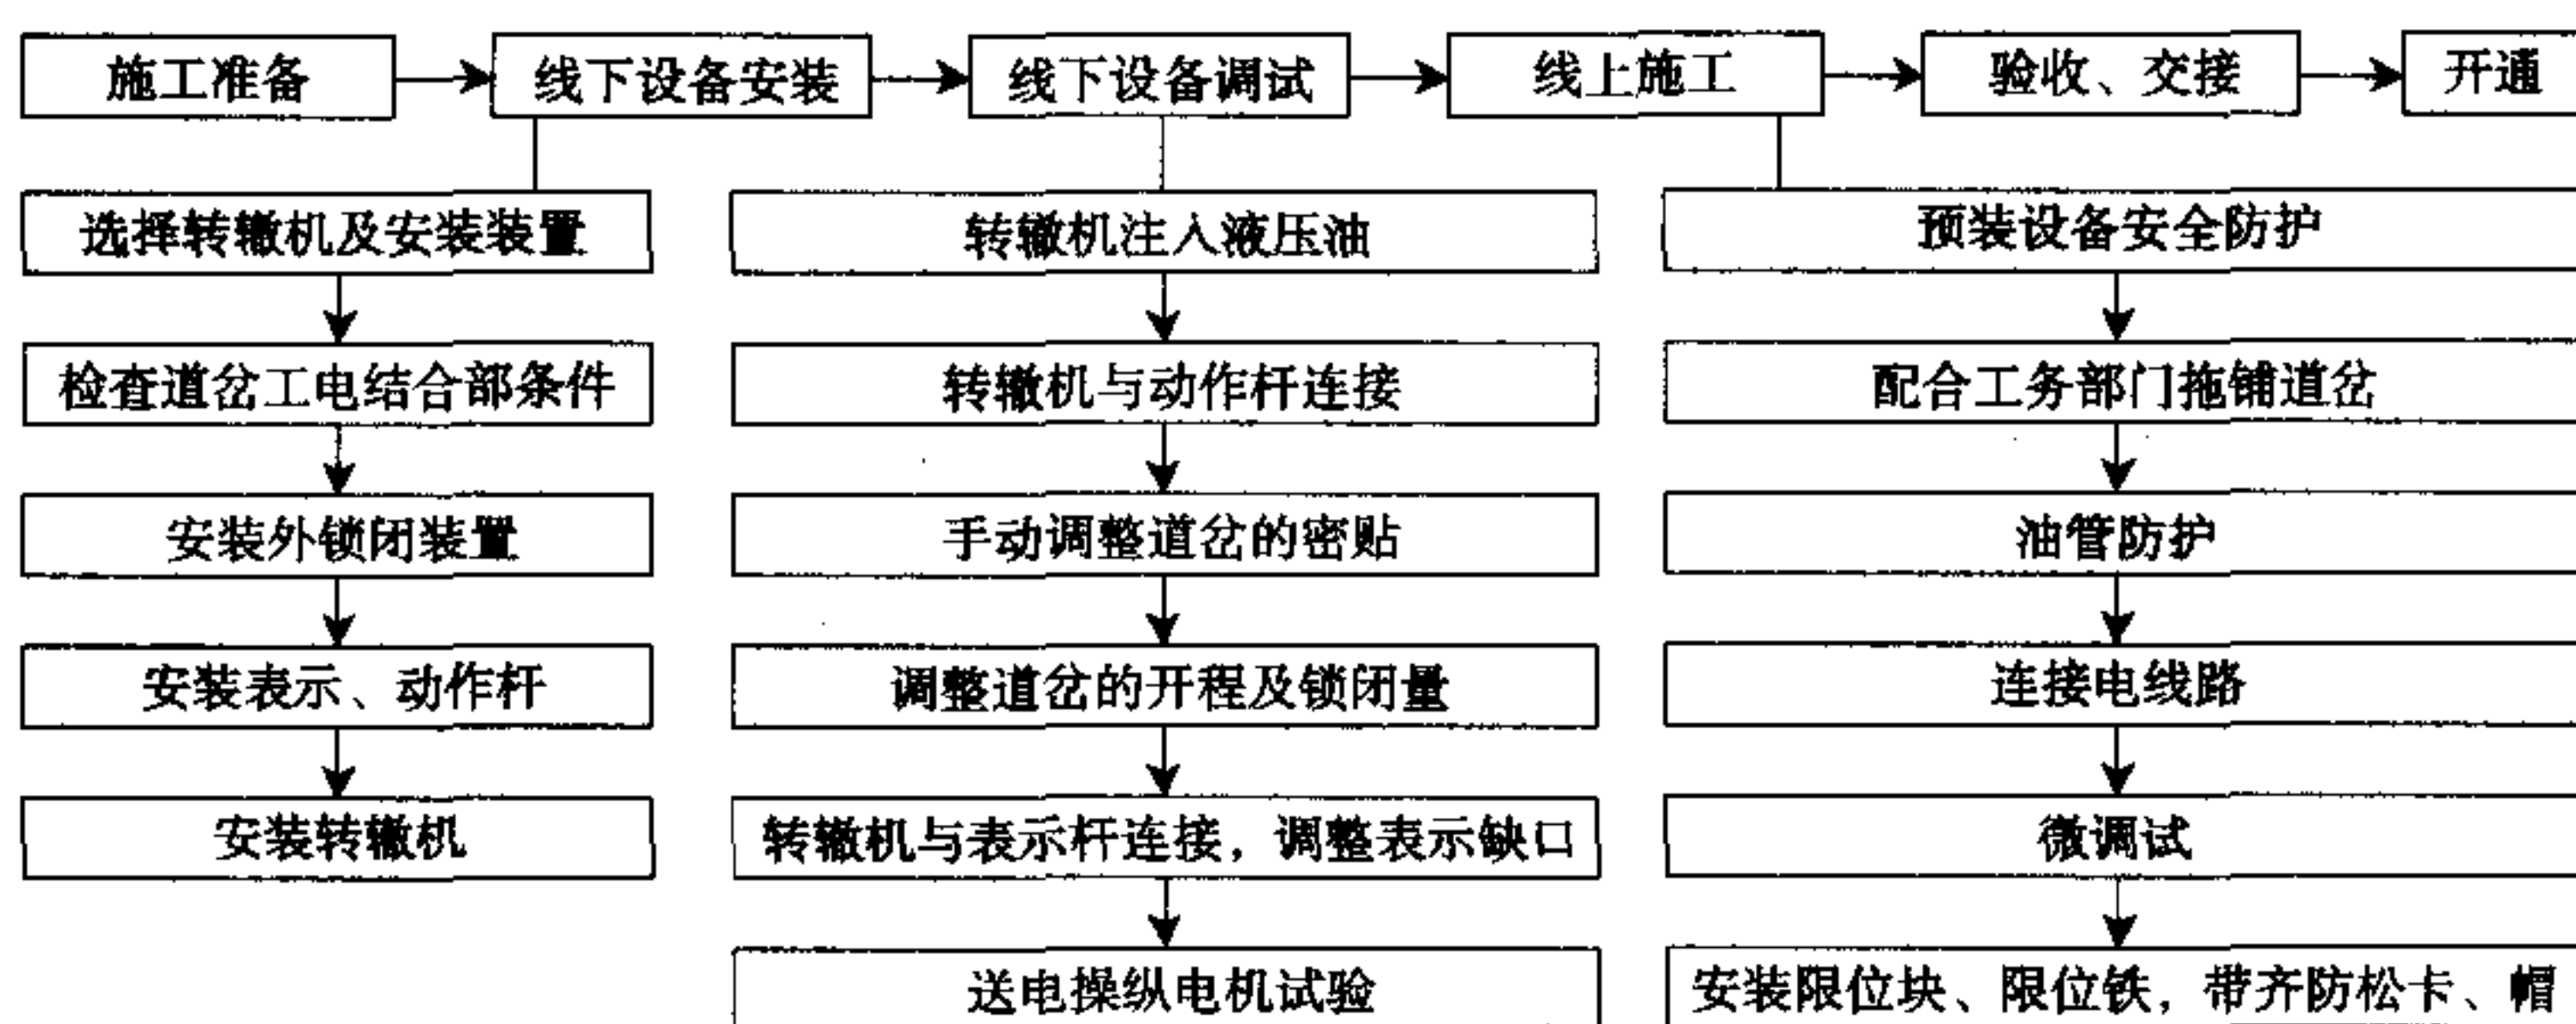 施工准备
线下设备安装
线下设备调试
线上施工
验收、交接
开通
选择转辙机及安装装置
检查道岔工电结合部条件
安装外锁闭装置
安装表示、动作杆
安装转辙机
转辙机注入液压油
转辙机与动作杆连接
手动调整道岔的密贴
调整道岔的开程及锁闭量
转辙机与表示杆连接，调整表示缺口
送电操纵电机试验
预装设备安全防护
配合工务部门拖铺道岔
油管防护
连接电线路
微调试
安装限位块、限位铁，带齐防松卡、帽